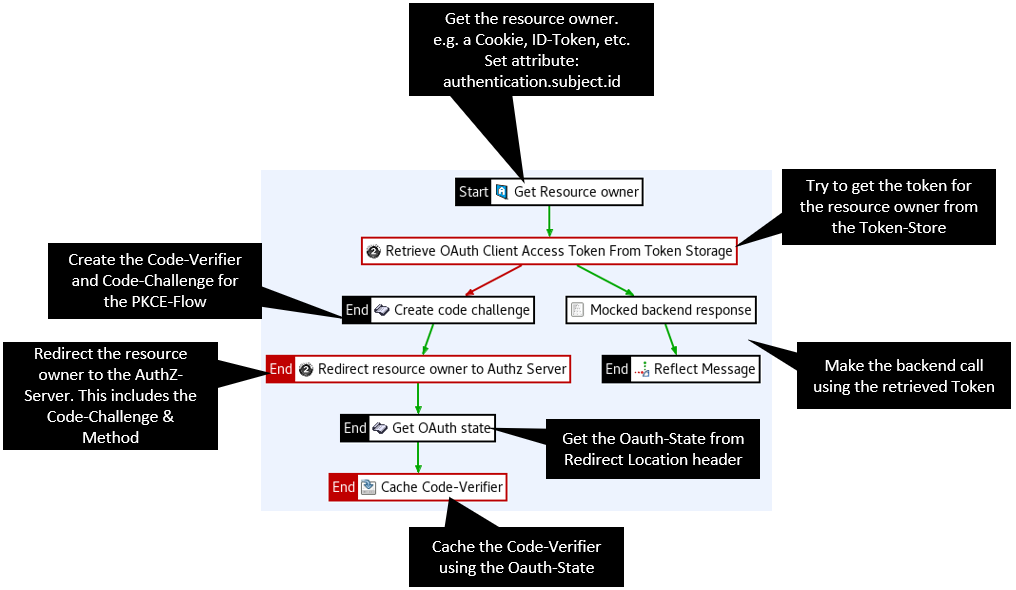 Get the resource owner.
e.g. a Cookie, ID-Token, etc.
Set attribute:
authentication.subject.id
Start Get Resource owner
Try to get the token for
the resource owner from
the Token-Store
Retrieve OAuth Client Access Token From Token Storage
Create the Code-Verifier
and Code-Challenge for
the PKCE-Flow
End Create code challenge
Mocked backend response
Redirect the resource
owner to the AuthZ-
Server. This includes the
Code-Challenge &
Method
End Redirect resource owner to Authz Server
End Reflect Message
Make the backend call
using the retrieved Token
End Get OAuth state
Get the Oauth-State from
Redirect Location header
End Cache Code-Verifier
Cache the Code-Verifier
using the Oauth-State